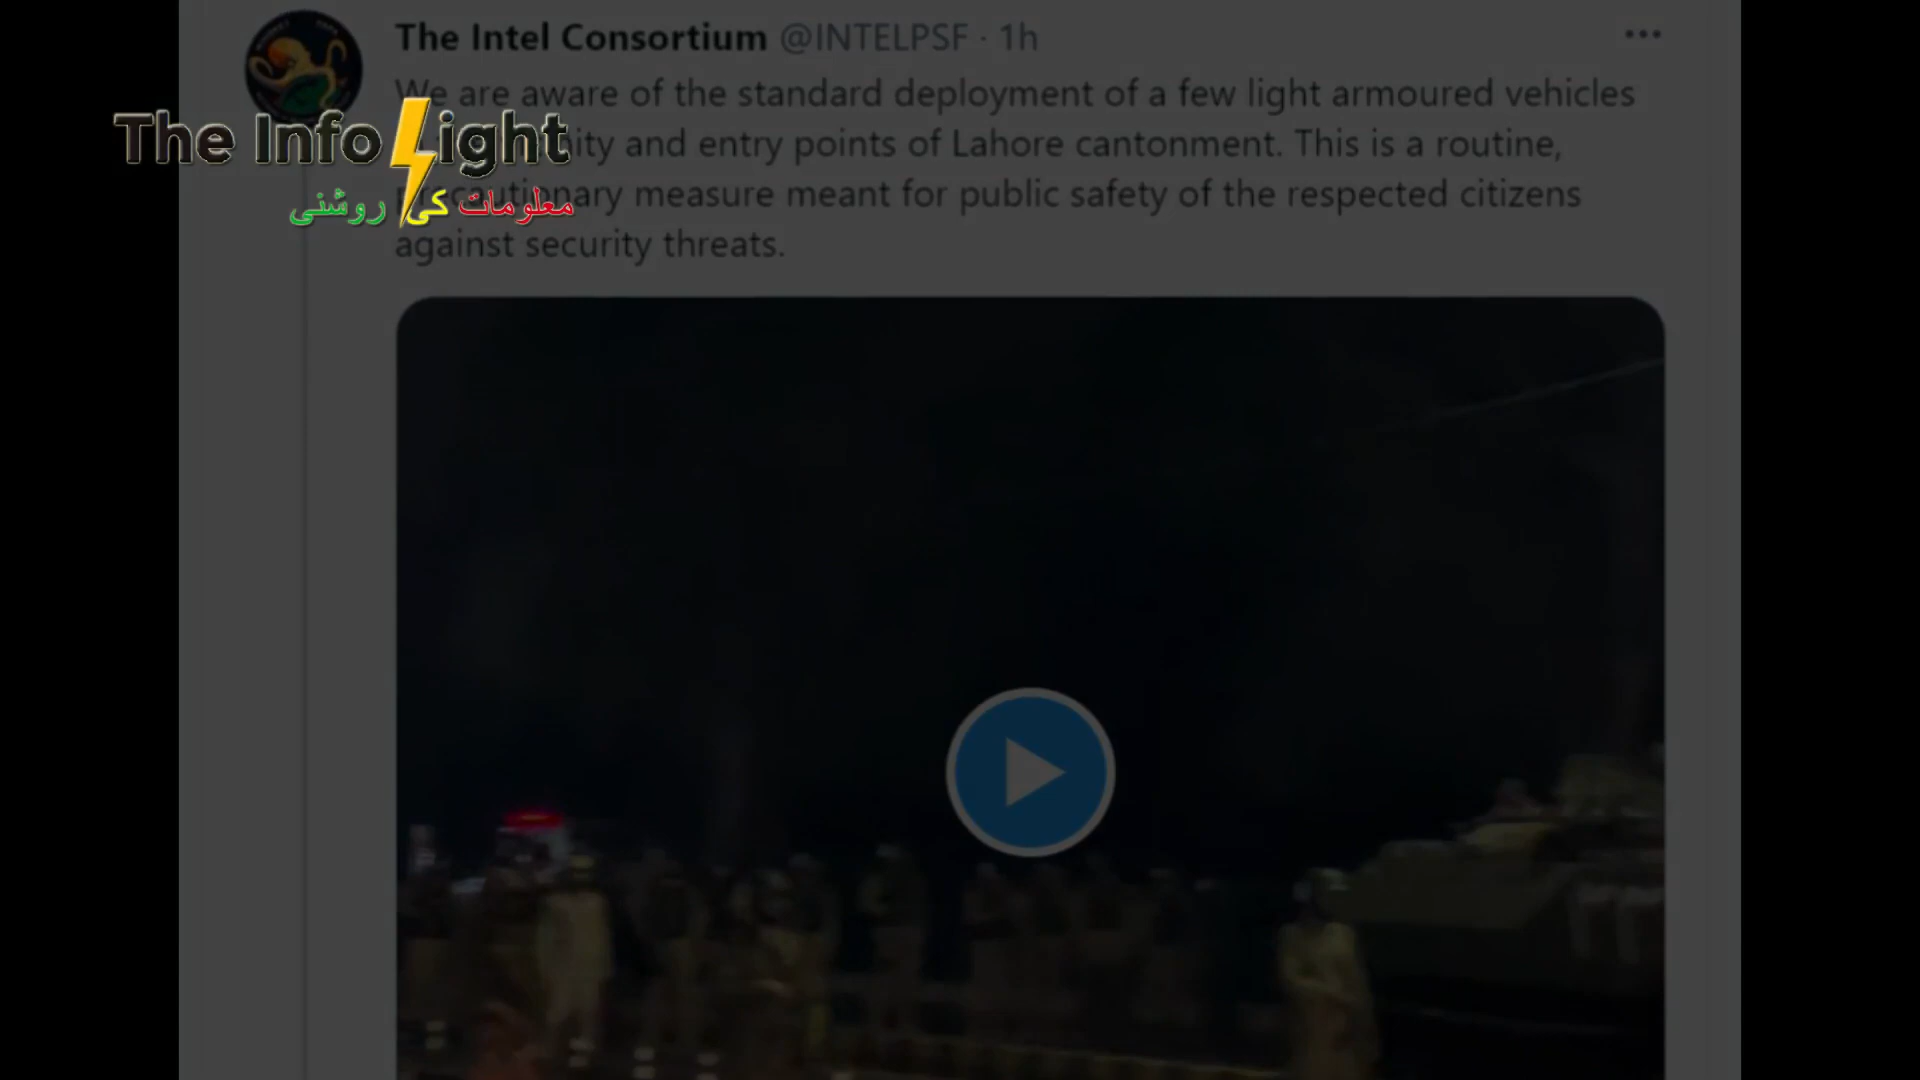 The Intel Consortium @INTELPSF · 1h
We are aware of the standard deployment of a few light armoured vehicles
ity and entry points of Lahore cantonment. This is a routine,
precautionary measure meant for public safety of the respected citizens
against security threats.
The Info Light
معلومات کی روشنی